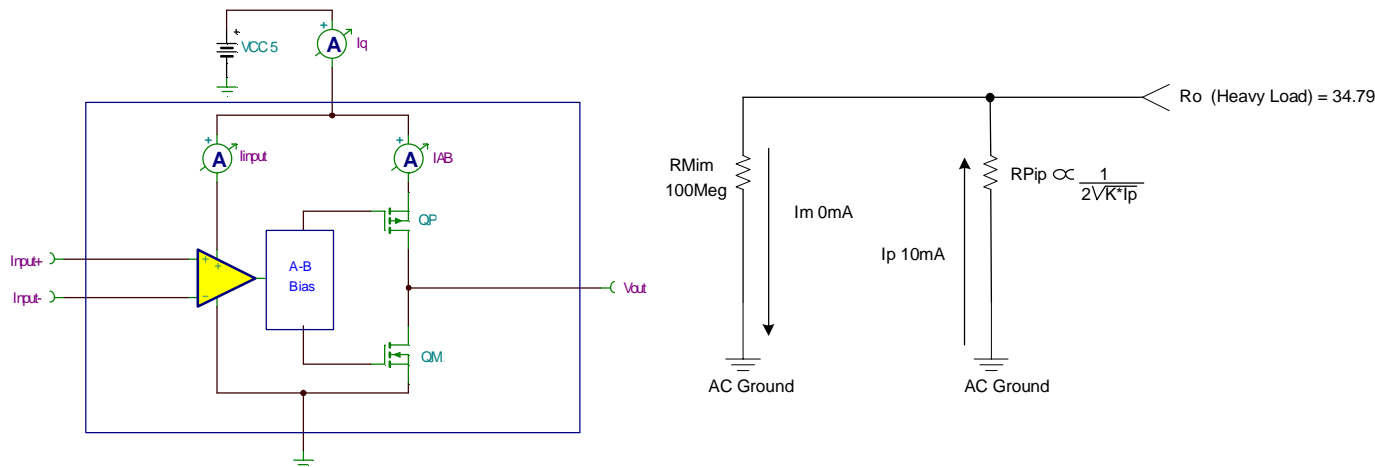 VCC 5
A Iq
A Iinput
A IAB
QP
Input+
Input-
A-B
Bias
Vout
QM
Ro (Heavy Load) = 34.79
RMim
100Meg
Im 0mA
RPip ∝ 1
2√K*Ip
Ip 10mA
AC Ground
AC Ground